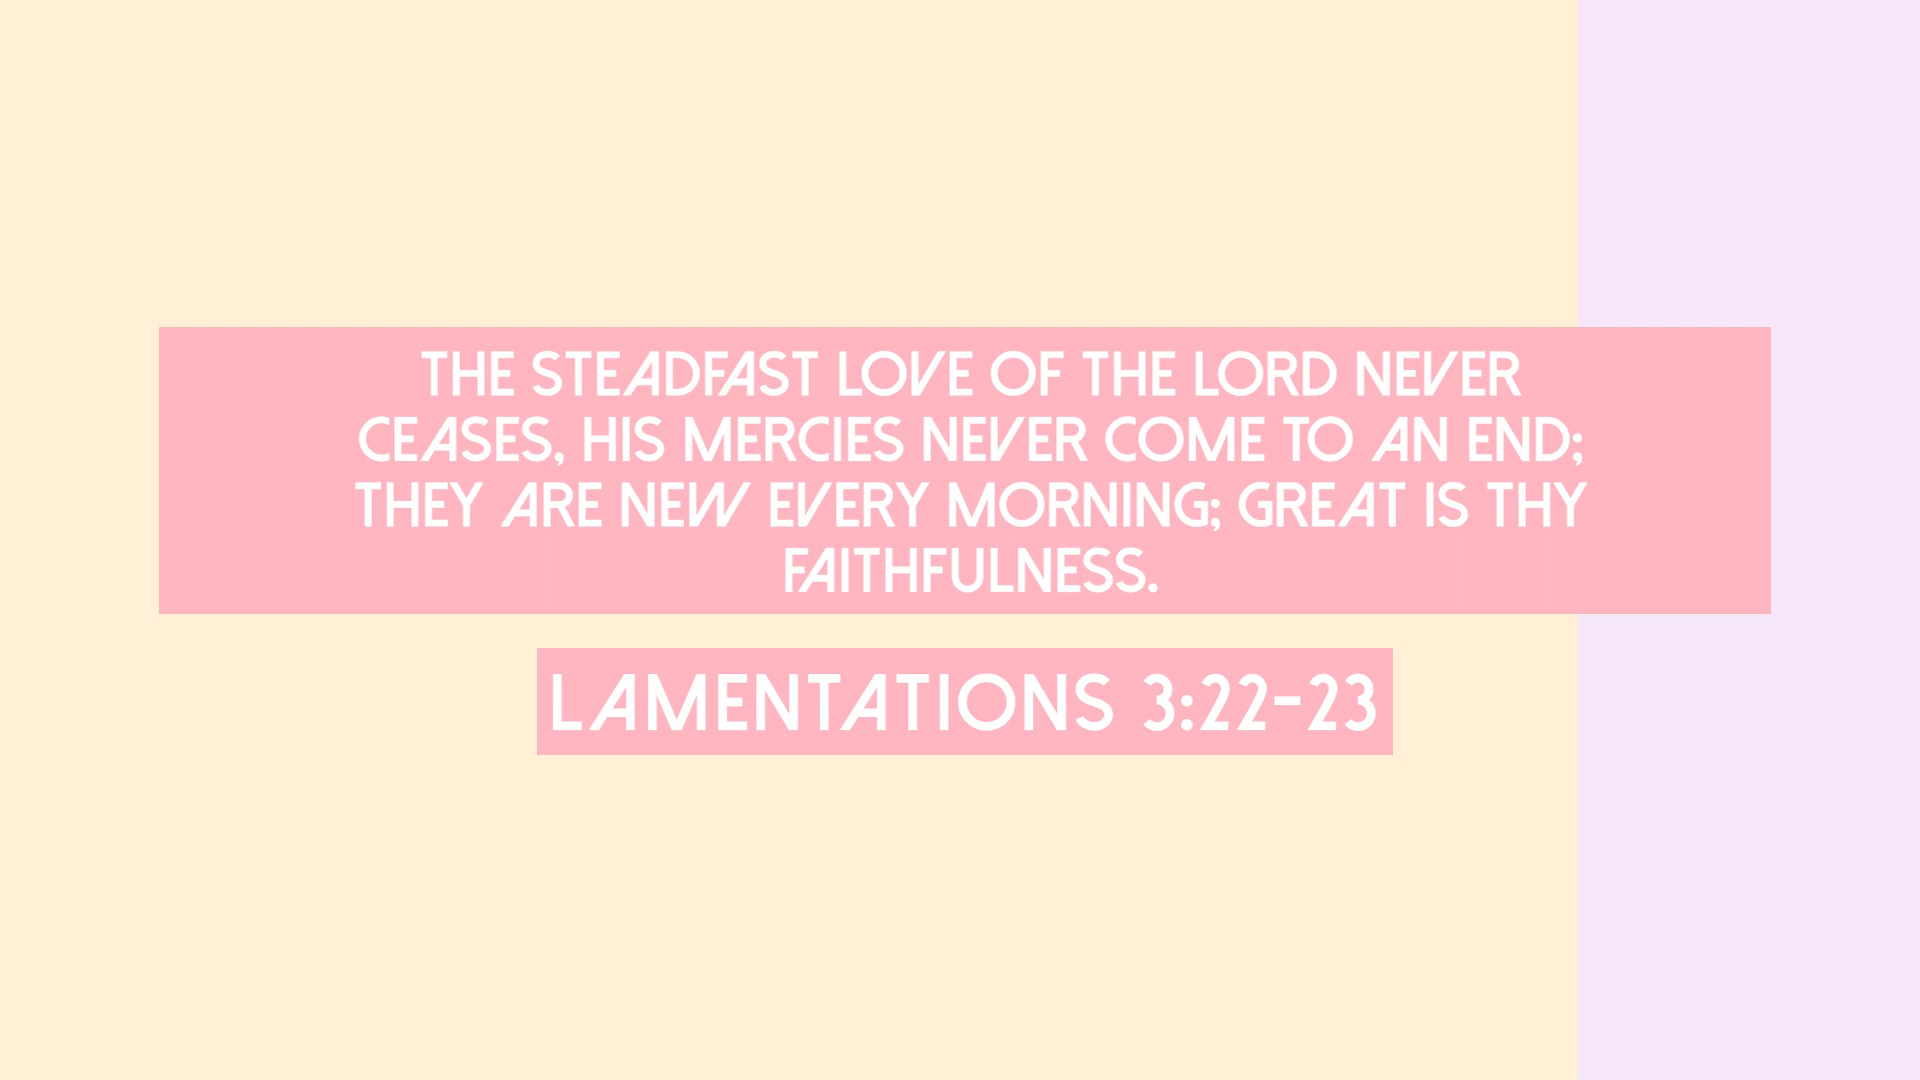 THE STEADFAST LOVE OF THE LORD NEVER
CEASES, HIS MERCIES NEVER COME TO AN END;
THEY ARE NEW EVERY MORNING; GREAT IS THY
FAITHFULNESS.
LAMENTATIONS 3:22-23